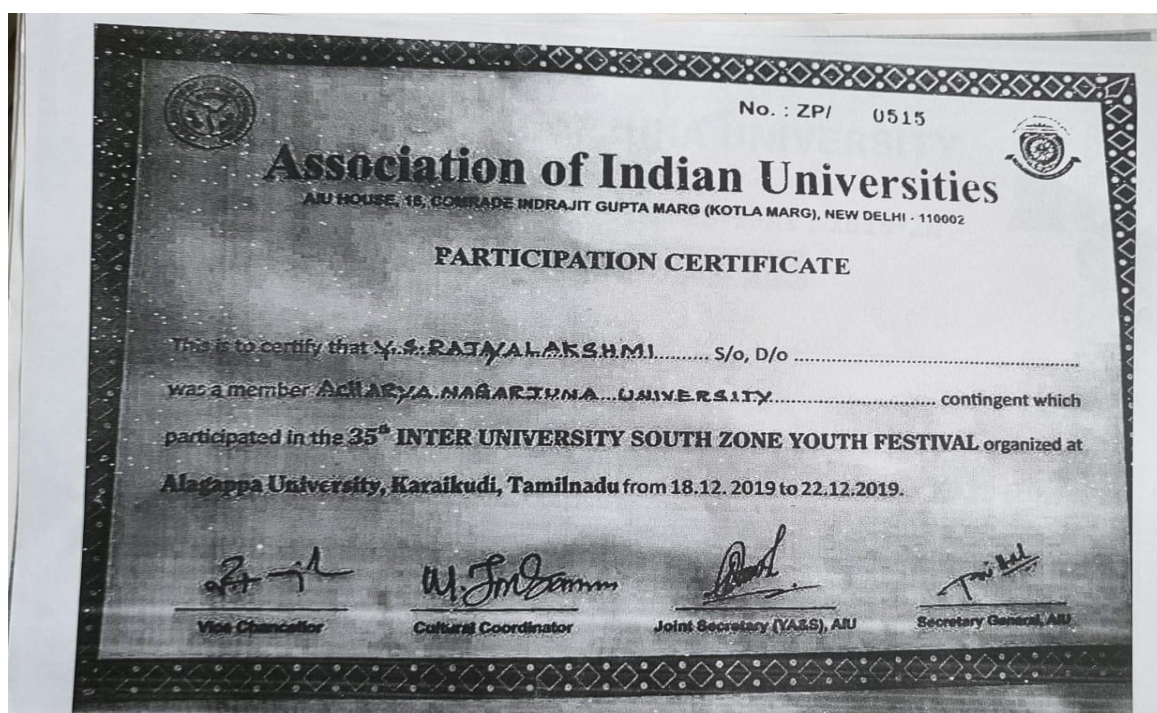 No. : ZP/ 0515
Association of Indian Universities
AIU HOUSE, 16, COMRADE INDRAJIT GUPTA MARG (KOTLA MARG), NEW DELHI - 110002
PARTICIPATION CERTIFICATE
This is to certify that Y.S.RAJYALAKSHMI......... S/o, D/o ................................................................
was a member ACHARYA.NAGARJUNA...UNIVERSITY..................................... contingent which
participated in the 35th INTER UNIVERSITY SOUTH ZONE YOUTH FESTIVAL organized at
Alagappa University, Karaikudi, Tamilnadu from 18.12. 2019 to 22.12.2019.
Vice Chancellor Cultural Coordinator Joint Secretary (YA&S), AIU Secretary General, AIU